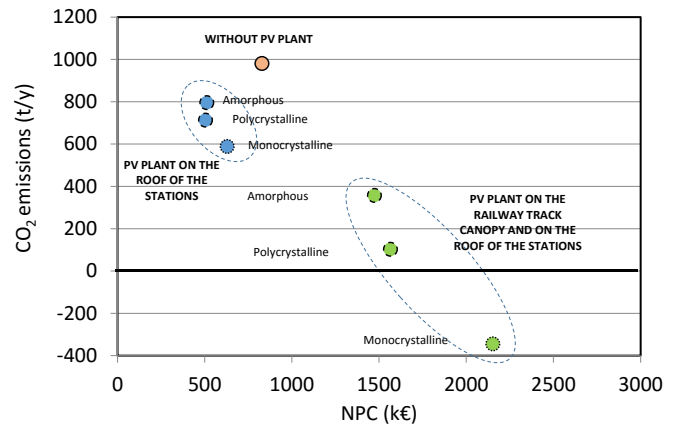 1200
1000
800
600
400
200
0
-200
-400
CO2 emissions (t/y)
WITHOUT PV PLANT
Amorphous
Polycrystalline
Monocrystalline
PV PLANT ON THE
ROOF OF THE
STATIONS
Amorphous
PV PLANT ON THE
RAILWAY TRACK
CANOPY AND ON THE
ROOF OF THE STATIONS
Polycrystalline
Monocrystalline
0 500 1000 1500 2000 2500 3000
NPC (k€)